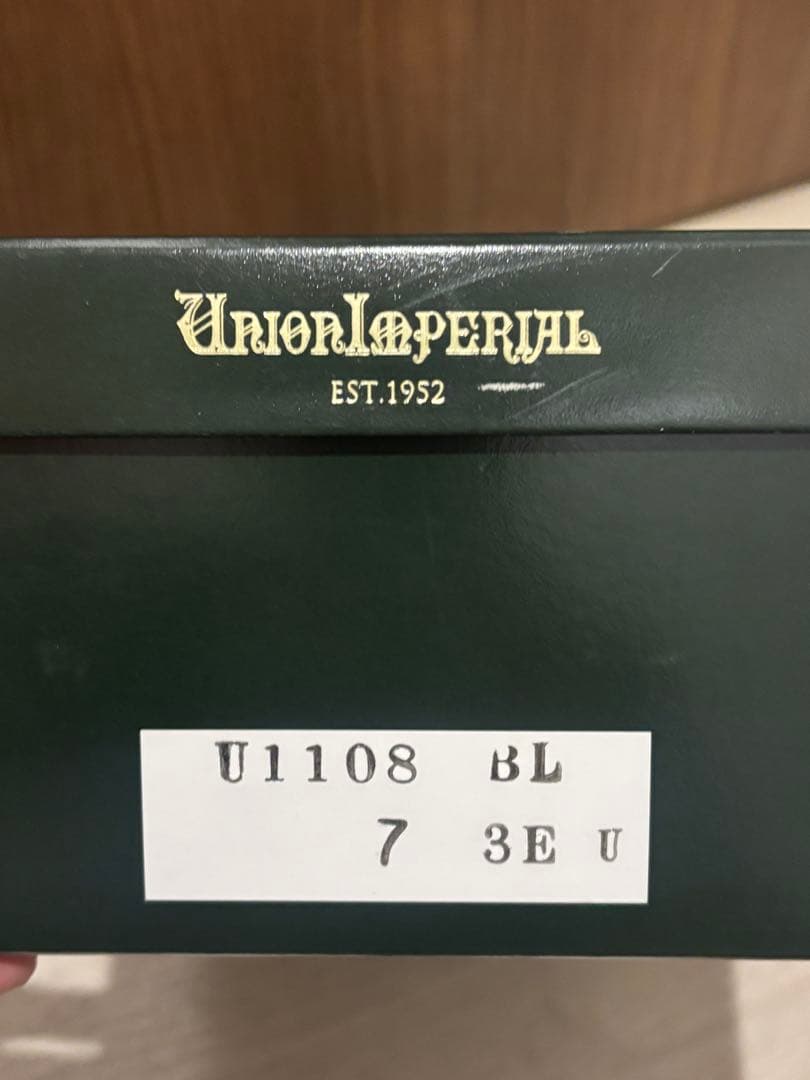 UNIONIMPERIAL
EST.1952
U1108 BL
7 3E U